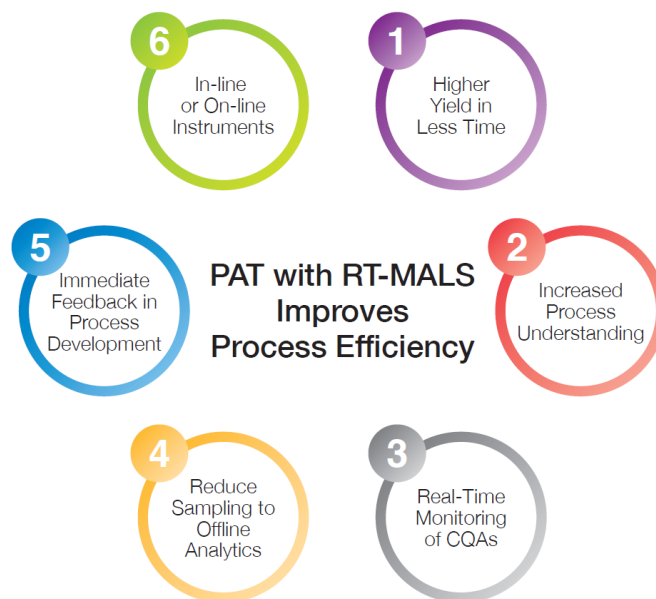 PAT with RT-MALS
Improves
Process Efficiency
1
Higher
Yield in
Less Time
2
Increased
Process
Understanding
3
Real-Time
Monitoring
of CQAs
4
Reduce
Sampling to
Offline
Analytics
5
Immediate
Feedback in
Process
Development
6
In-line
or On-line
Instruments